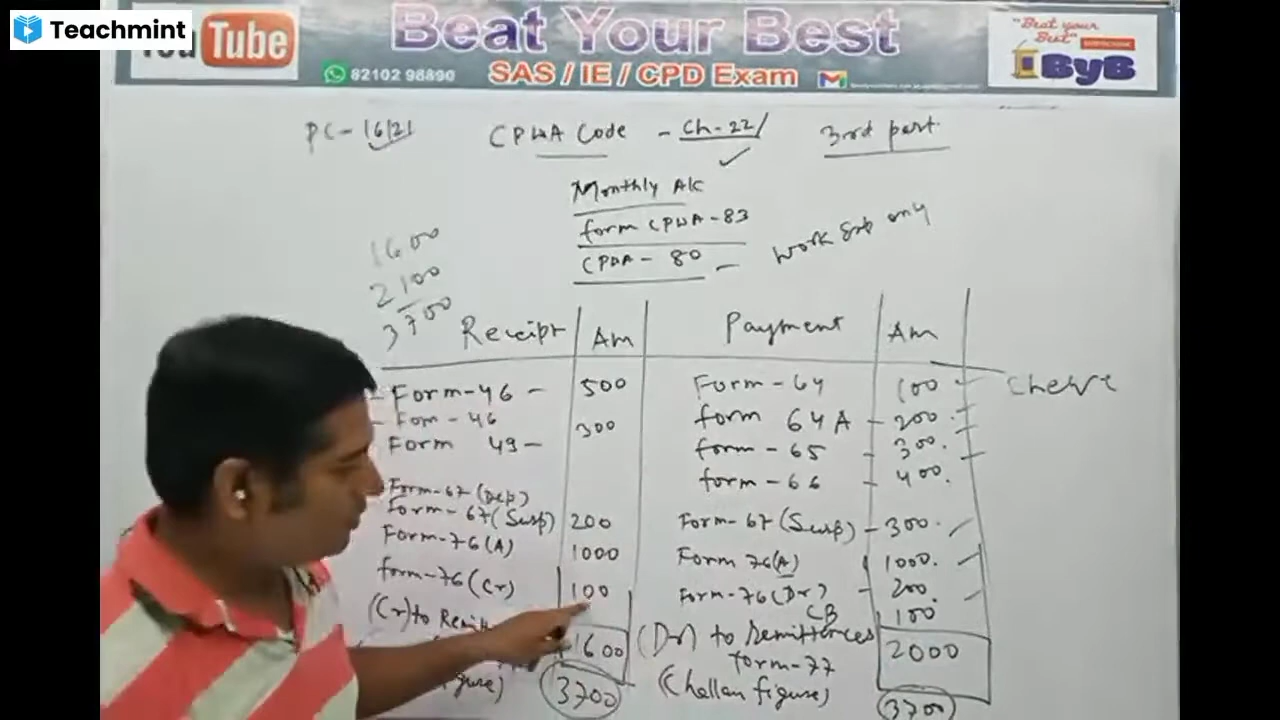 Teachmint
You Tube
Beat Your Best
82102 98890
SAS / IE / CPD Exam
"Beat your Best"
ByB
PC - 16/21
CPWA Code - Ch-22/
3rd part
Monthly A/C
form CPWA-83
CPWA - 80 -
work Sub only
1600
2100
3700
Receipt Am Payment Am
Form-46 - 500 Form-64 100
Form-46 300 form 64A - 200.
Form 49 - form - 65 300.
form - 66 - 400.
Form-67 (Dep)
Form-67 (Susp) 200 Form-67 (Susp) - 300.
Form-76(A) 1000 Form 76(A) 1000.
form-76 (Cr) 100 Form-76 (Dr) - 200.
CB 100
(Cr) to 1600 (Dr) to Remittances 2000
form-77
3700 (Challan figure) 3700